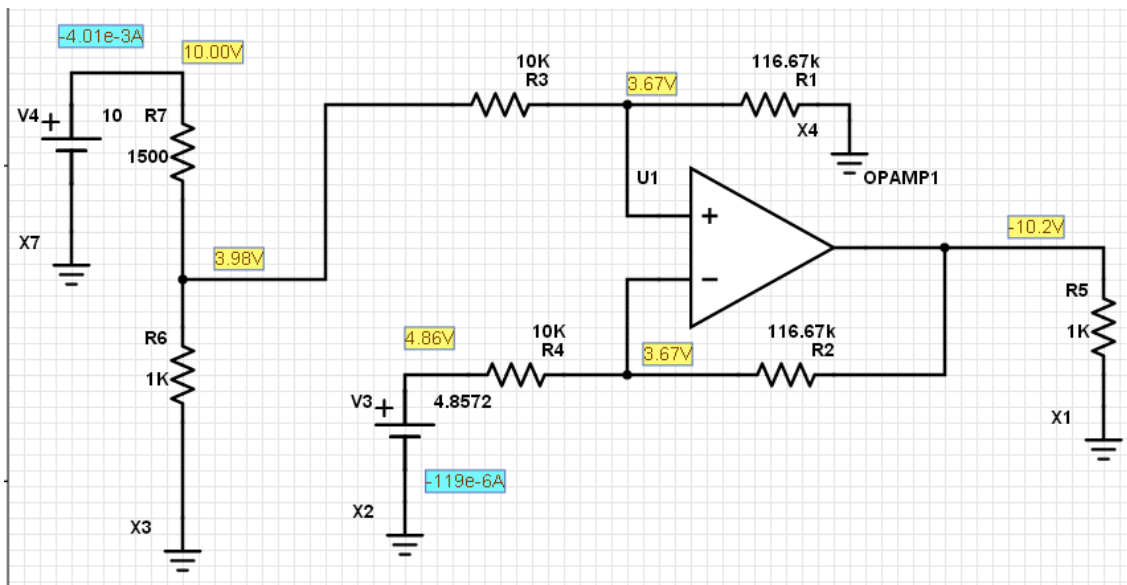 -4.01e-3A
10.00V
V4
+
10
R7
1500
X7
3.98V
R6
1K
X3
10K
R3
3.67V
116.67k
R1
X4
U1
OPAMP1
+
−
-10.2V
R5
1K
X1
4.86V
10K
R4
3.67V
116.67k
R2
V3
+
4.8572
-119e-6A
X2